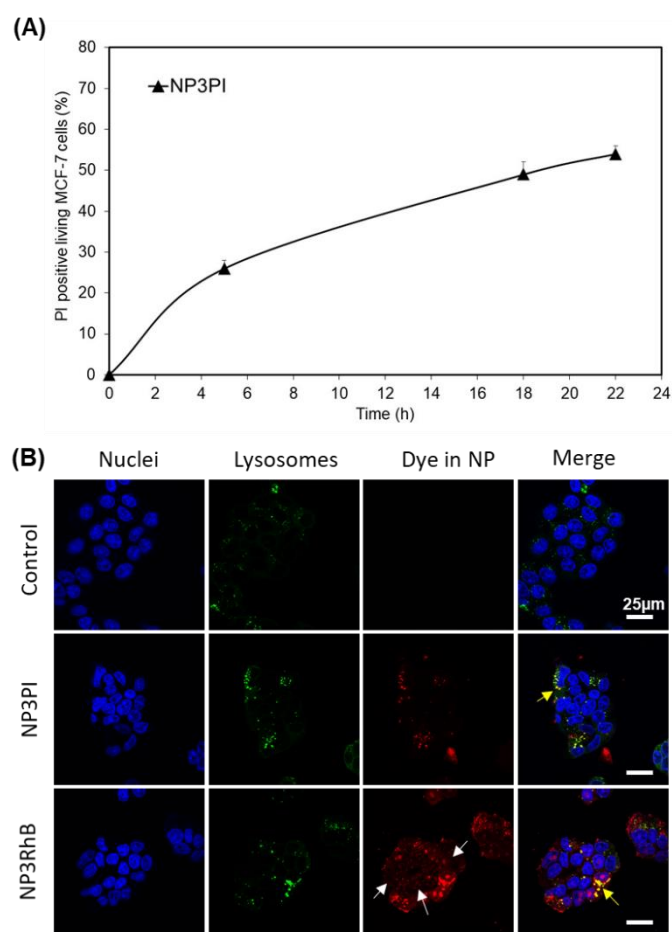 (A)
80
70
60
50
40
30
20
10
0
PI positive living MCF-7 cells (%)
NP3PI
0 2 4 6 8 10 12 14 16 18 20 22 24
Time (h)
(B)
Nuclei Lysosomes Dye in NP Merge
Control
25µm
NP3PI
NP3RhB